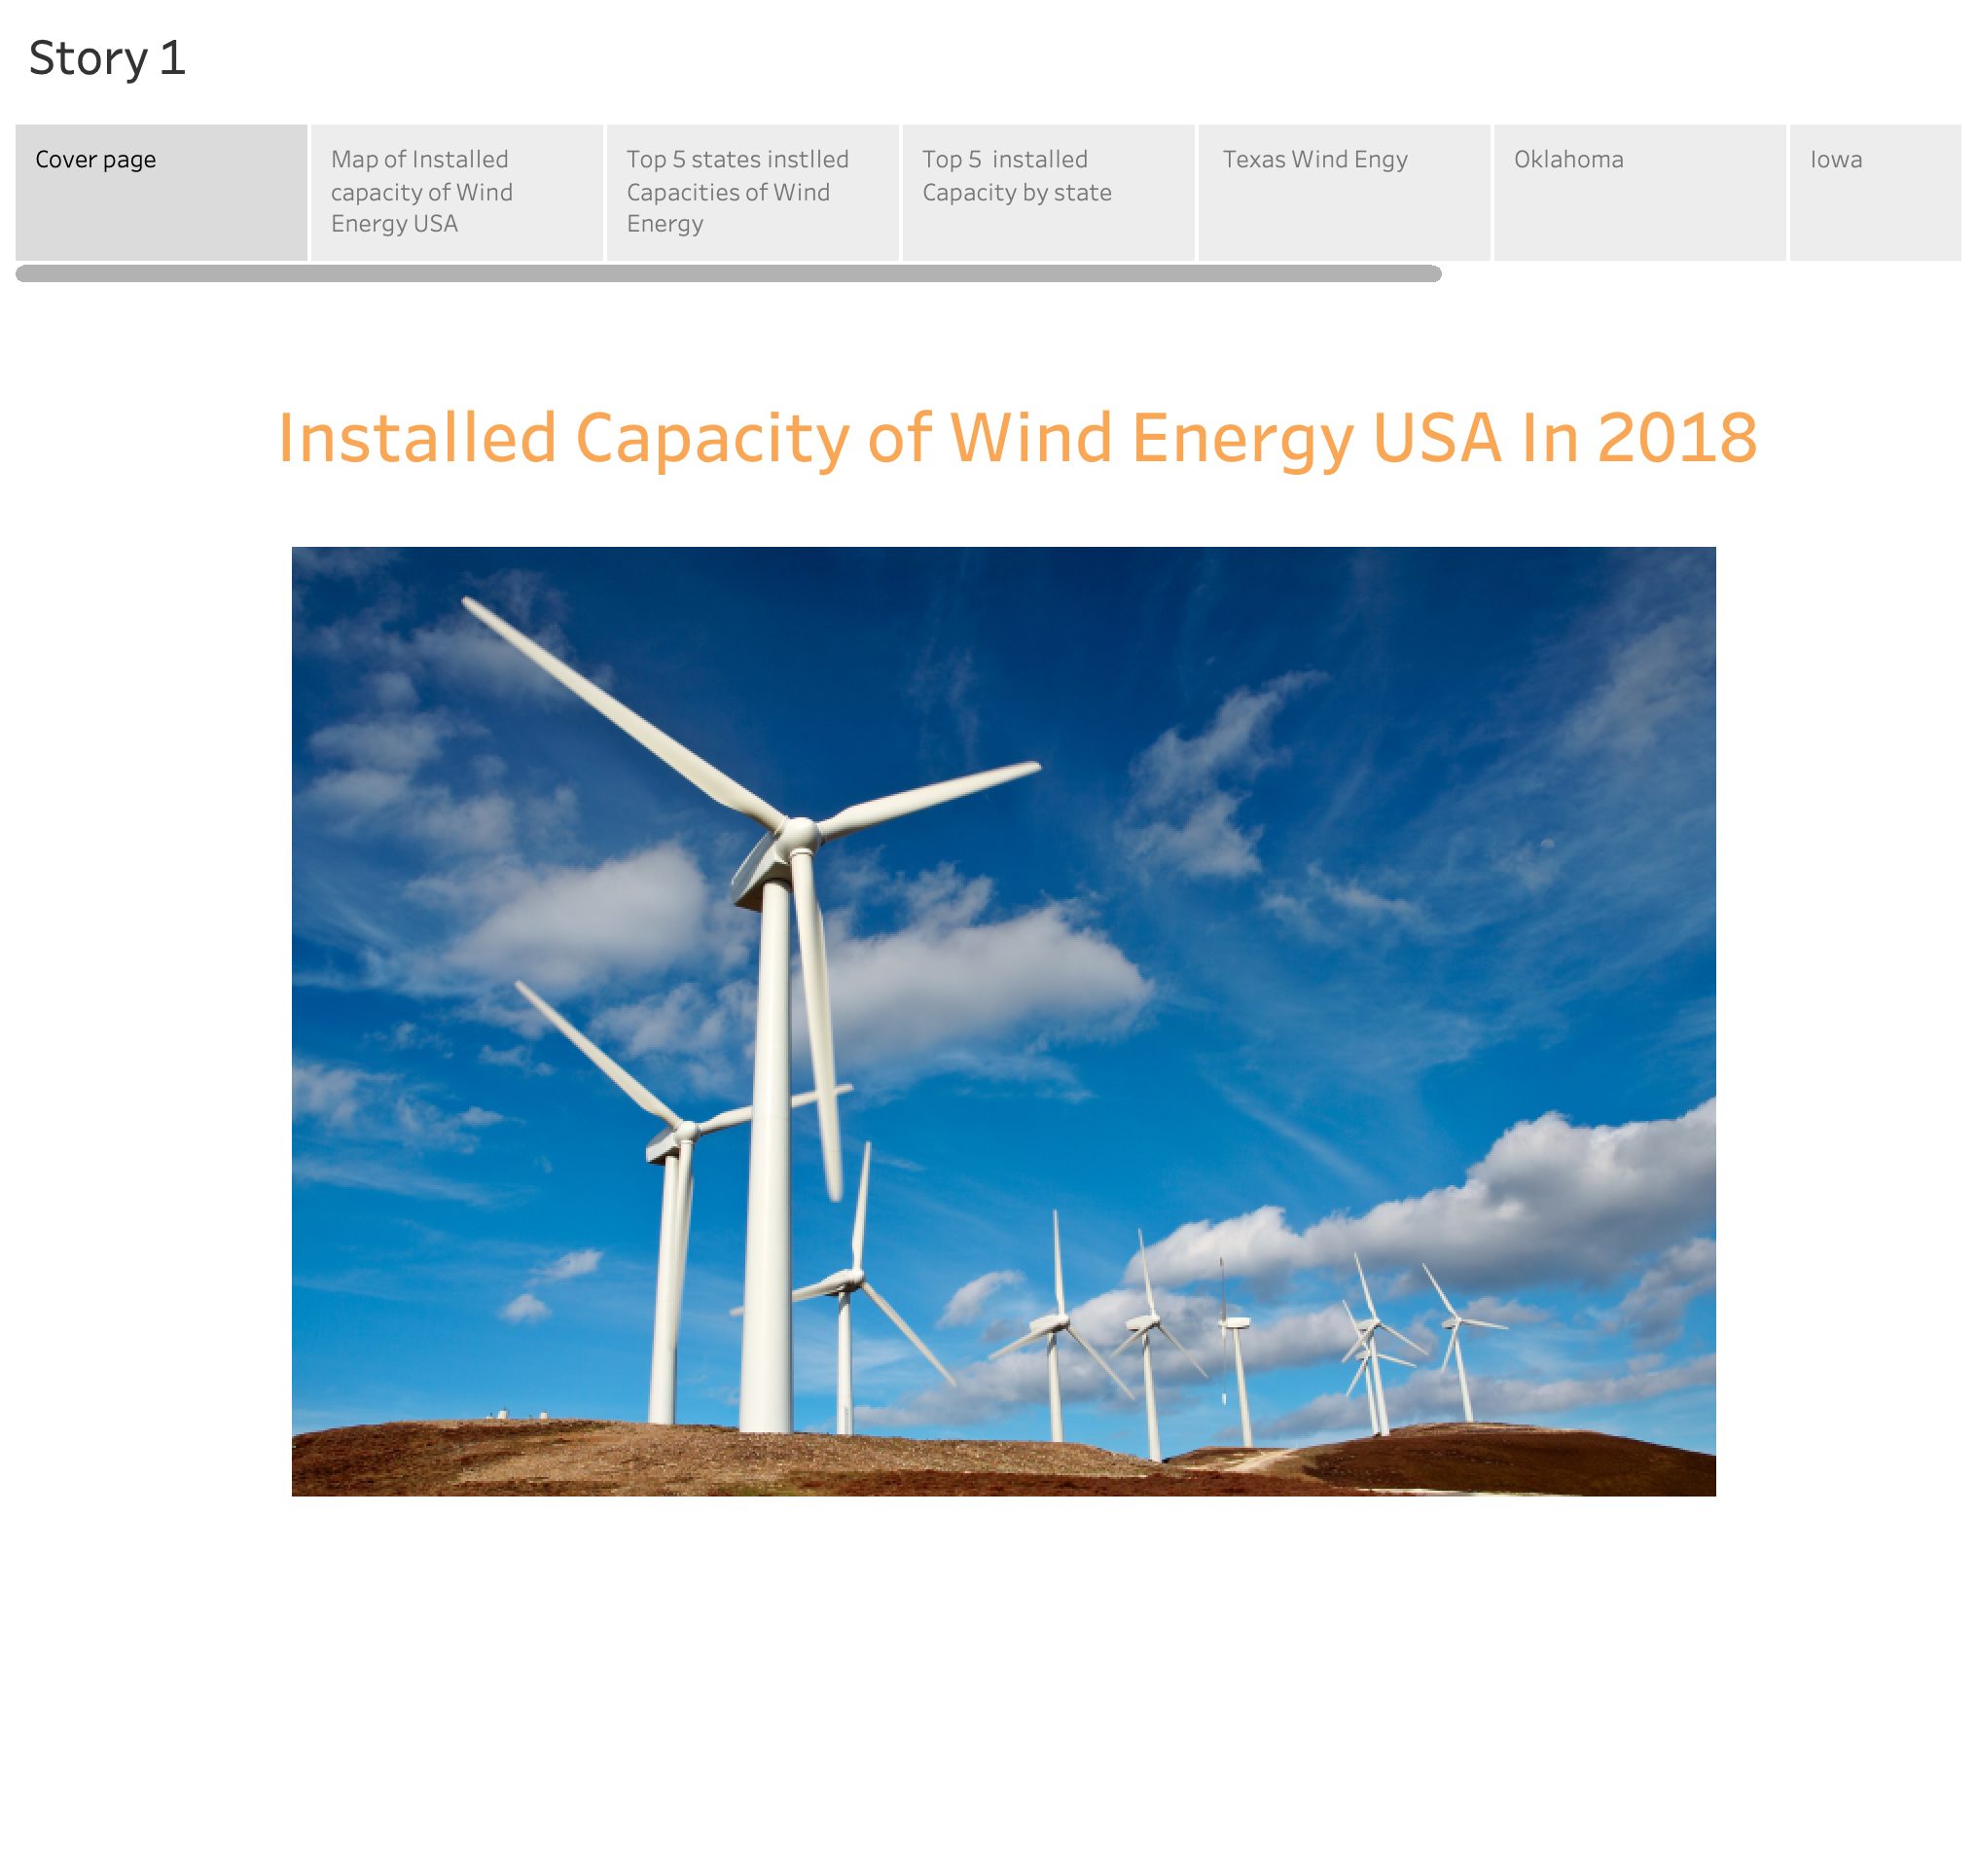 Story 1
Cover page
Map of Installed
capacity of Wind
Energy USA
Top 5 states instlled
Capacities of Wind
Energy
Top 5  installed
Capacity by state
Texas Wind Engy
Oklahoma
Iowa
Installed Capacity of Wind Energy USA In 2018